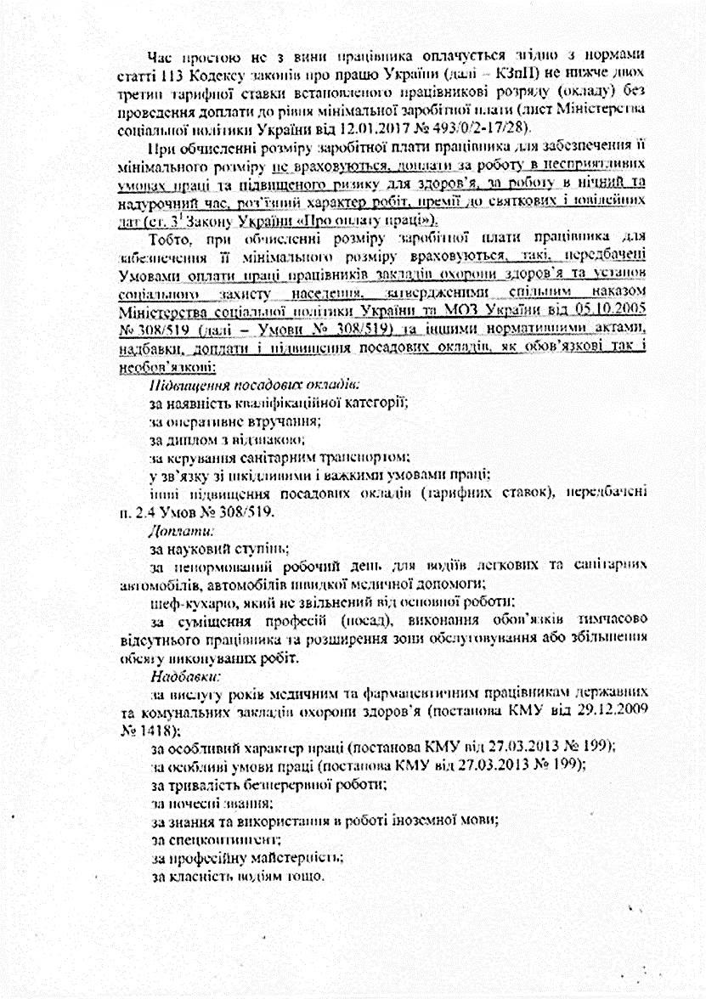 Час простою не з вини працівника оплачується згідно з нормами
статті 113 Кодексу законів про працю України (далі – КЗпП) не нижче двох
третин тарифної ставки встановленого працівникові розряду (окладу) без
проведення доплати до рівня мінімальної заробітної плати (лист Міністерства
соціальної політики України від 12.01.2017 № 493/0/2-17/28).
При обчисленні розміру заробітної плати працівника для забезпечення її
мінімального розміру не враховуються, доплати за роботу в несприятливих
умовах праці та підвищеного ризику для здоров’я, за роботу в нічний та
надурочний час, роз’їзний характер робіт, премії до святкових і ювілейних
дат (ст. 3¹ Закону України «Про оплату праці»).
Тобто, при обчисленні розміру заробітної плати працівника для
забезпечення її мінімального розміру враховуються, такі, передбачені
Умовами оплати праці працівників закладів охорони здоров’я та установ
соціального захисту населення, затвердженими спільним наказом
Міністерства соціальної політики України та МОЗ України від 05.10.2005
№ 308/519 (далі – Умови № 308/519) та іншими нормативними актами,
надбавки, доплати і підвищення посадових окладів, як обов’язкові так і
необов’язкові:
Підвищення посадових окладів:
за наявність кваліфікаційної категорії;
за оперативне втручання;
за диплом з відзнакою;
за керування санітарним транспортом;
у зв’язку зі шкідливими і важкими умовами праці;
інші підвищення посадових окладів (тарифних ставок), передбачені
п. 2.4 Умов № 308/519.
Доплати:
за науковий ступінь;
за ненормований робочий день для водіїв легкових та санітарних
автомобілів, автомобілів швидкої медичної допомоги;
шеф-кухарю, який не звільнений від основної роботи;
за суміщення професій (посад), виконання обов’язків тимчасово
відсутнього працівника та розширення зони обслуговування або збільшення
обсягу виконуваних робіт.
Надбавки:
за вислугу років медичним та фармацевтичним працівникам державних
та комунальних закладів охорони здоров’я (постанова КМУ від 29.12.2009
№ 1418);
за особливий характер праці (постанова КМУ від 27.03.2013 № 199);
за особливі умови праці (постанова КМУ від 27.03.2013 № 199);
за тривалість безперервної роботи;
за почесні звання;
за знання та використання в роботі іноземної мови;
за спецконтингент;
за професійну майстерність;
за класність водіям тощо.